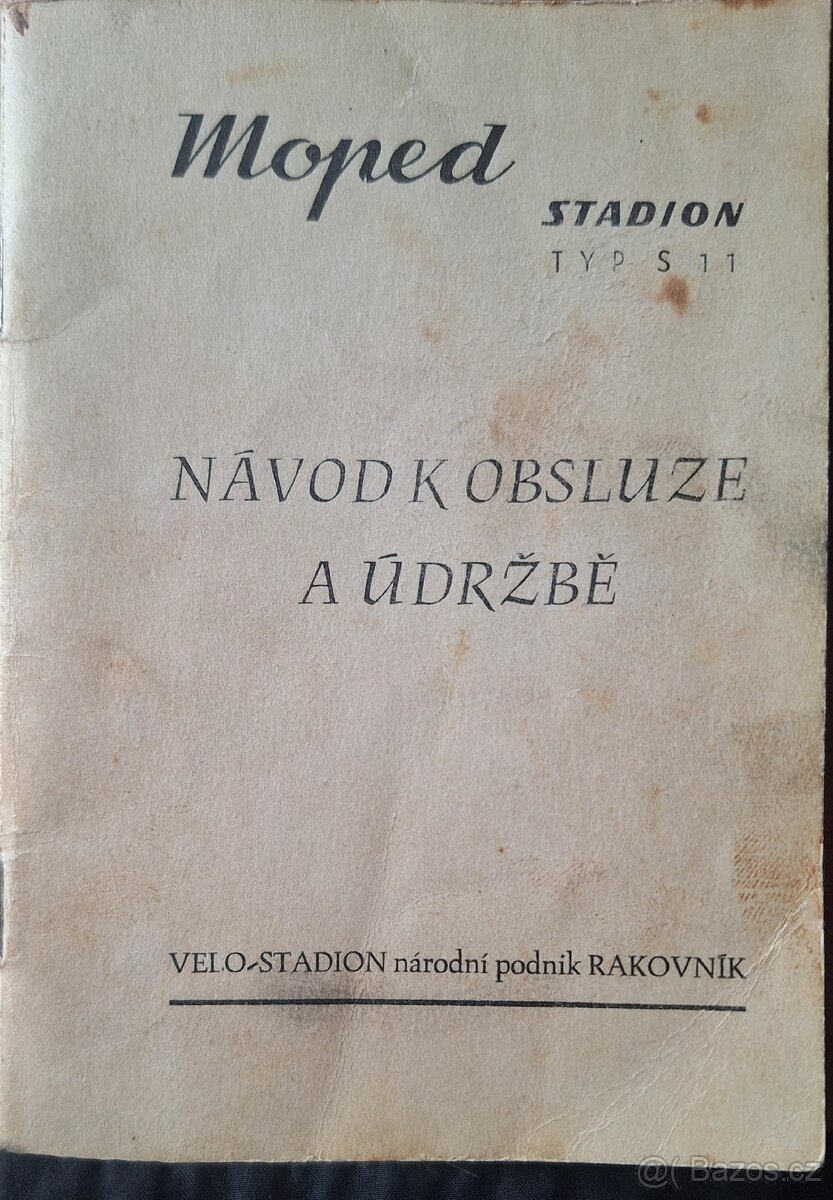 Moped
STADION
TYP S 11
NÁVOD K OBSLUZE
A ÚDRŽBĚ
VELO-STADION národní podnik RAKOVNÍK
@( Bazos.cz